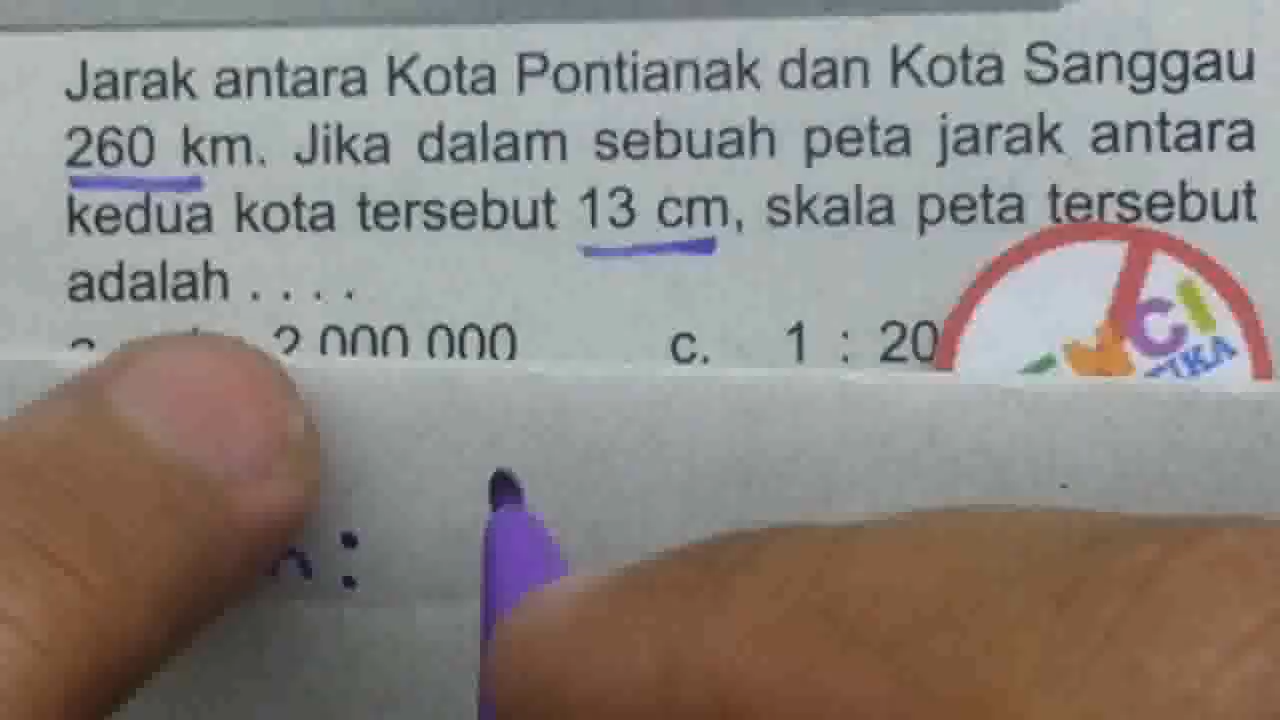 Jarak antara Kota Pontianak dan Kota Sanggau
260 km. Jika dalam sebuah peta jarak antara
kedua kota tersebut 13 cm, skala peta tersebut
adalah . . . .
2.000.000 c. 1 : 20
: